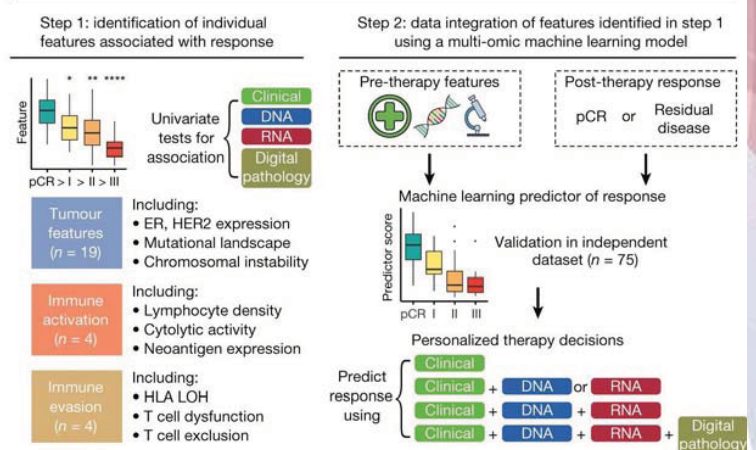 Step 1: identification of individual
features associated with response
Feature
* ** ****
pCR > I > II > III
Univariate
tests for
association
Clinical
DNA
RNA
Digital
pathology
Tumour
features
(n = 19)
Including:
• ER, HER2 expression
• Mutational landscape
• Chromosomal instability
Immune
activation
(n = 4)
Including:
• Lymphocyte density
• Cytolytic activity
• Neoantigen expression
Immune
evasion
(n = 4)
Including:
• HLA LOH
• T cell dysfunction
• T cell exclusion
Step 2: data integration of features identified in step 1
using a multi-omic machine learning model
Pre-therapy features
Post-therapy response
pCR or Residual
disease
Machine learning predictor of response
Predictor score
pCR I II III
Validation in independent
dataset (n = 75)
Personalized therapy decisions
Predict
response
using
Clinical
Clinical + DNA or RNA
Clinical + DNA + RNA
Clinical + DNA + RNA + Digital
pathology